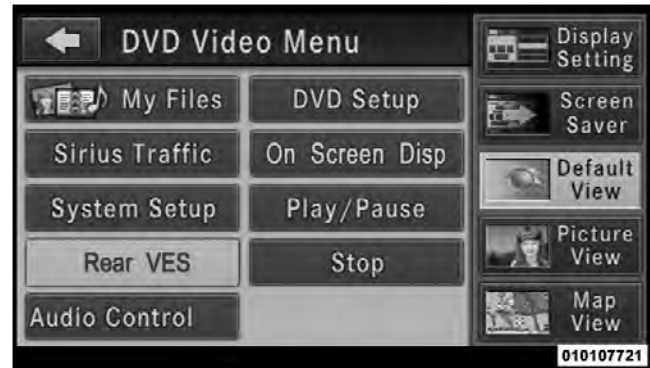 DVD Video Menu
My Files
DVD Setup
Sirius Traffic
On Screen Disp
System Setup
Play/Pause
Rear VES
Stop
Audio Control
Display
Setting
Screen
Saver
Default
View
Picture
View
Map
View
010107721